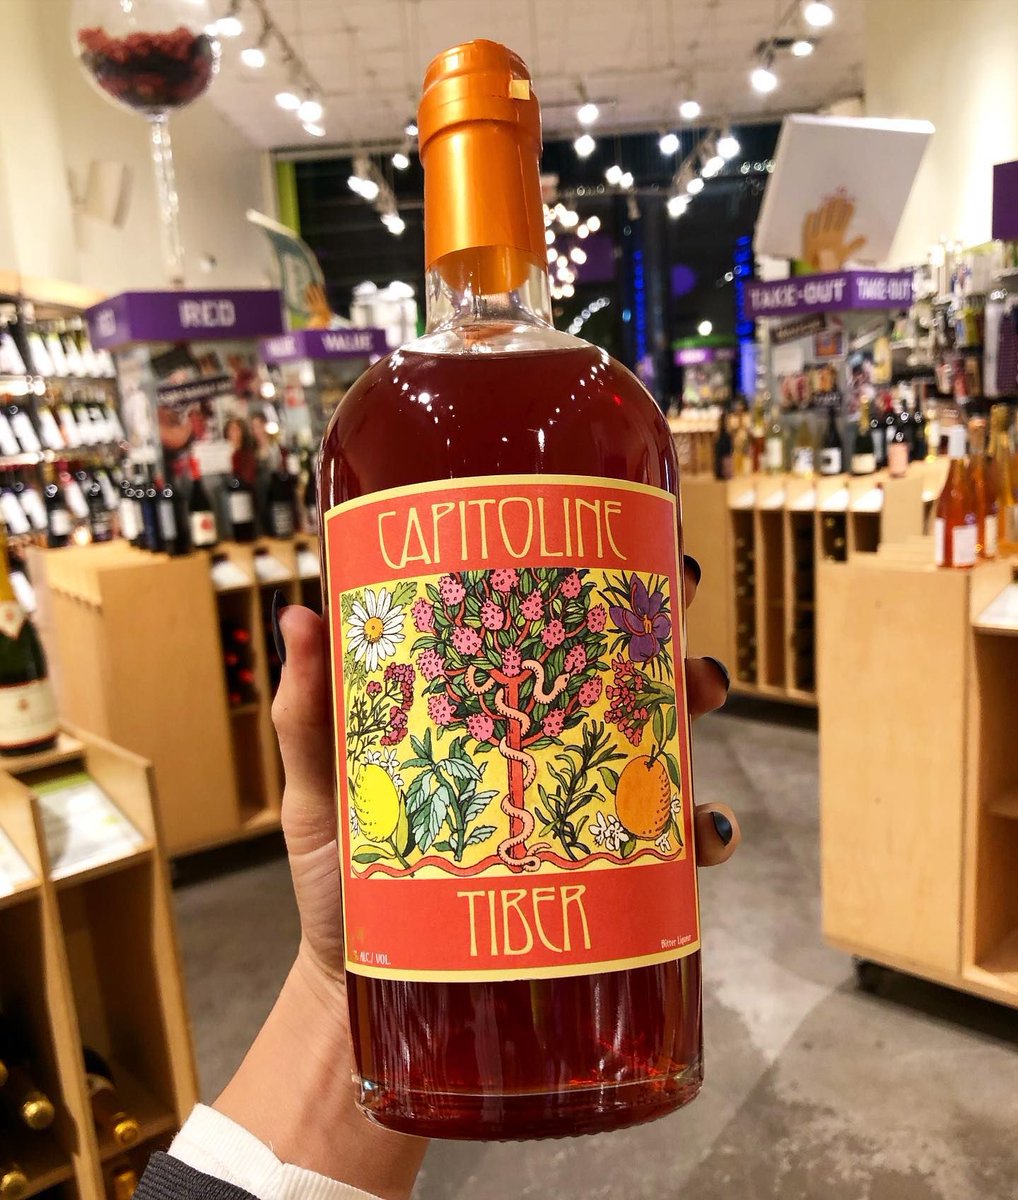 RED
VALUE
TAKE-OUT
TAKE-OUT
CAPITOLINE
TIBER
% ALC./ VOL.
Bitter Liqueur